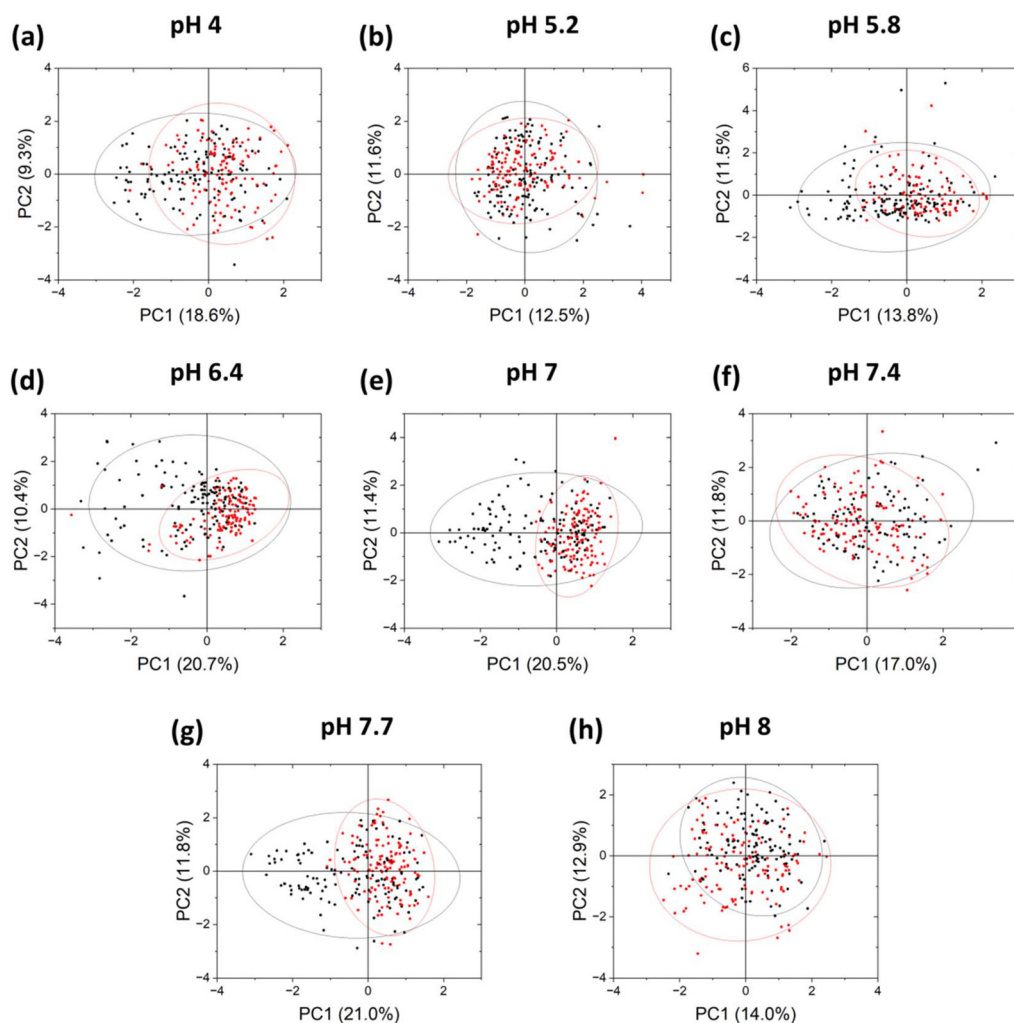 (a) pH 4
4
2
0
−2
−4
−4 −2 0 2
PC2 (9.3%)
PC1 (18.6%)
(b) pH 5.2
4
2
0
−2
−4
−4 −2 0 2 4
PC2 (11.6%)
PC1 (12.5%)
(c) pH 5.8
6
4
2
0
−2
−4
−4 −2 0 2
PC2 (11.5%)
PC1 (13.8%)
(d) pH 6.4
4
2
0
−2
−4
−4 −2 0 2
PC2 (10.4%)
PC1 (20.7%)
(e) pH 7
4
2
0
−2
−4
−4 −2 0 2
PC2 (11.4%)
PC1 (20.5%)
(f) pH 7.4
4
2
0
−2
−4
−2 0 2
PC2 (11.8%)
PC1 (17.0%)
(g) pH 7.7
4
2
0
−2
−4
−4 −2 0 2
PC2 (11.8%)
PC1 (21.0%)
(h) pH 8
2
0
−2
−4
−4 −2 0 2 4
PC2 (12.9%)
PC1 (14.0%)